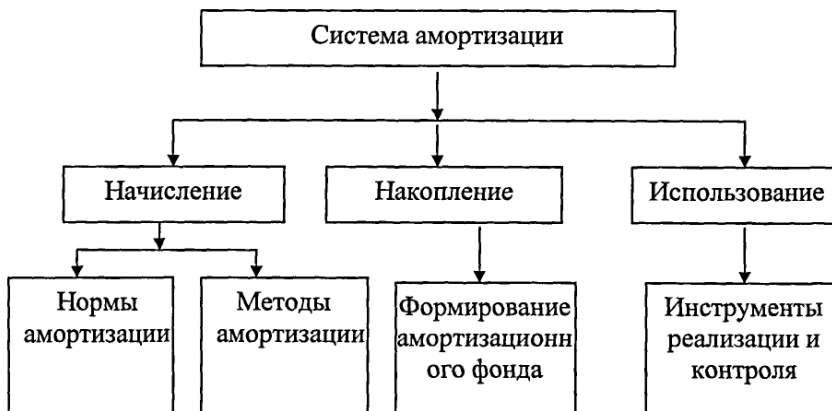 Система амортизации
Начисление
Накопление
Использование
Нормы
амортизации
Методы
амортизации
Формирование
амортизационн
ого фонда
Инструменты
реализации и
контроля